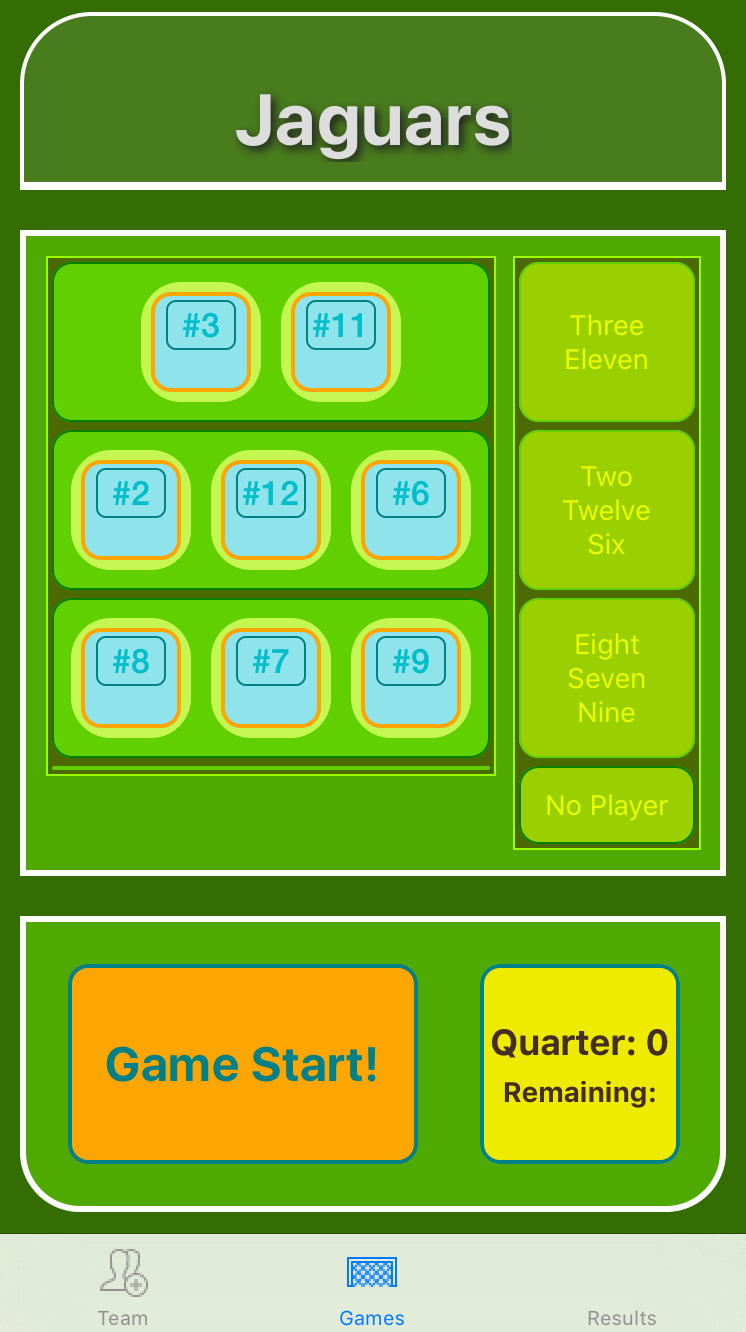 Jaguars
#3 #11
Three
Eleven
#2 #12 #6
Two
Twelve
Six
#8 #7 #9
Eight
Seven
Nine
No Player
Game Start!
Quarter: 0
Remaining:
Team Games Results